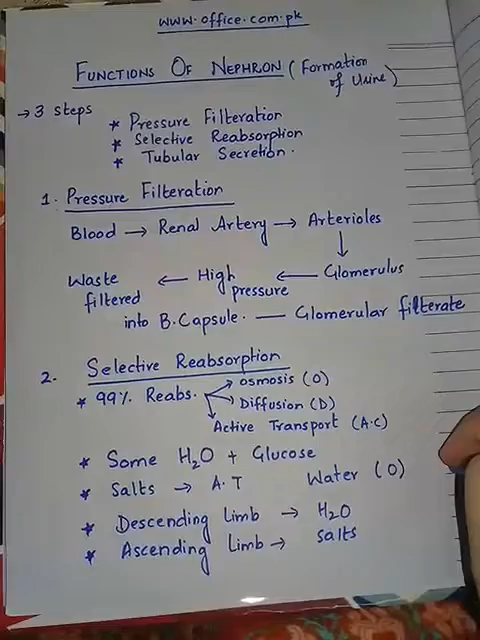 www.office.com.pk
FUNCTIONS OF NEPHRON (Formation of Urine)
→ 3 steps
* Pressure Filteration
* Selective Reabsorption
* Tubular Secretion.
1. Pressure Filteration
Blood → Renal Artery → Arterioles
↓
Waste filtered ← High pressure ← Glomerulus
into B.Capsule. — Glomerular filterate
2. Selective Reabsorption
* 99% Reabs. → osmosis (O)
→ Diffusion (D)
→ Active Transport (A.C)
* Some H₂O + Glucose
* Salts → A.T Water (O)
* Descending Limb → H₂O
* Ascending Limb → salts